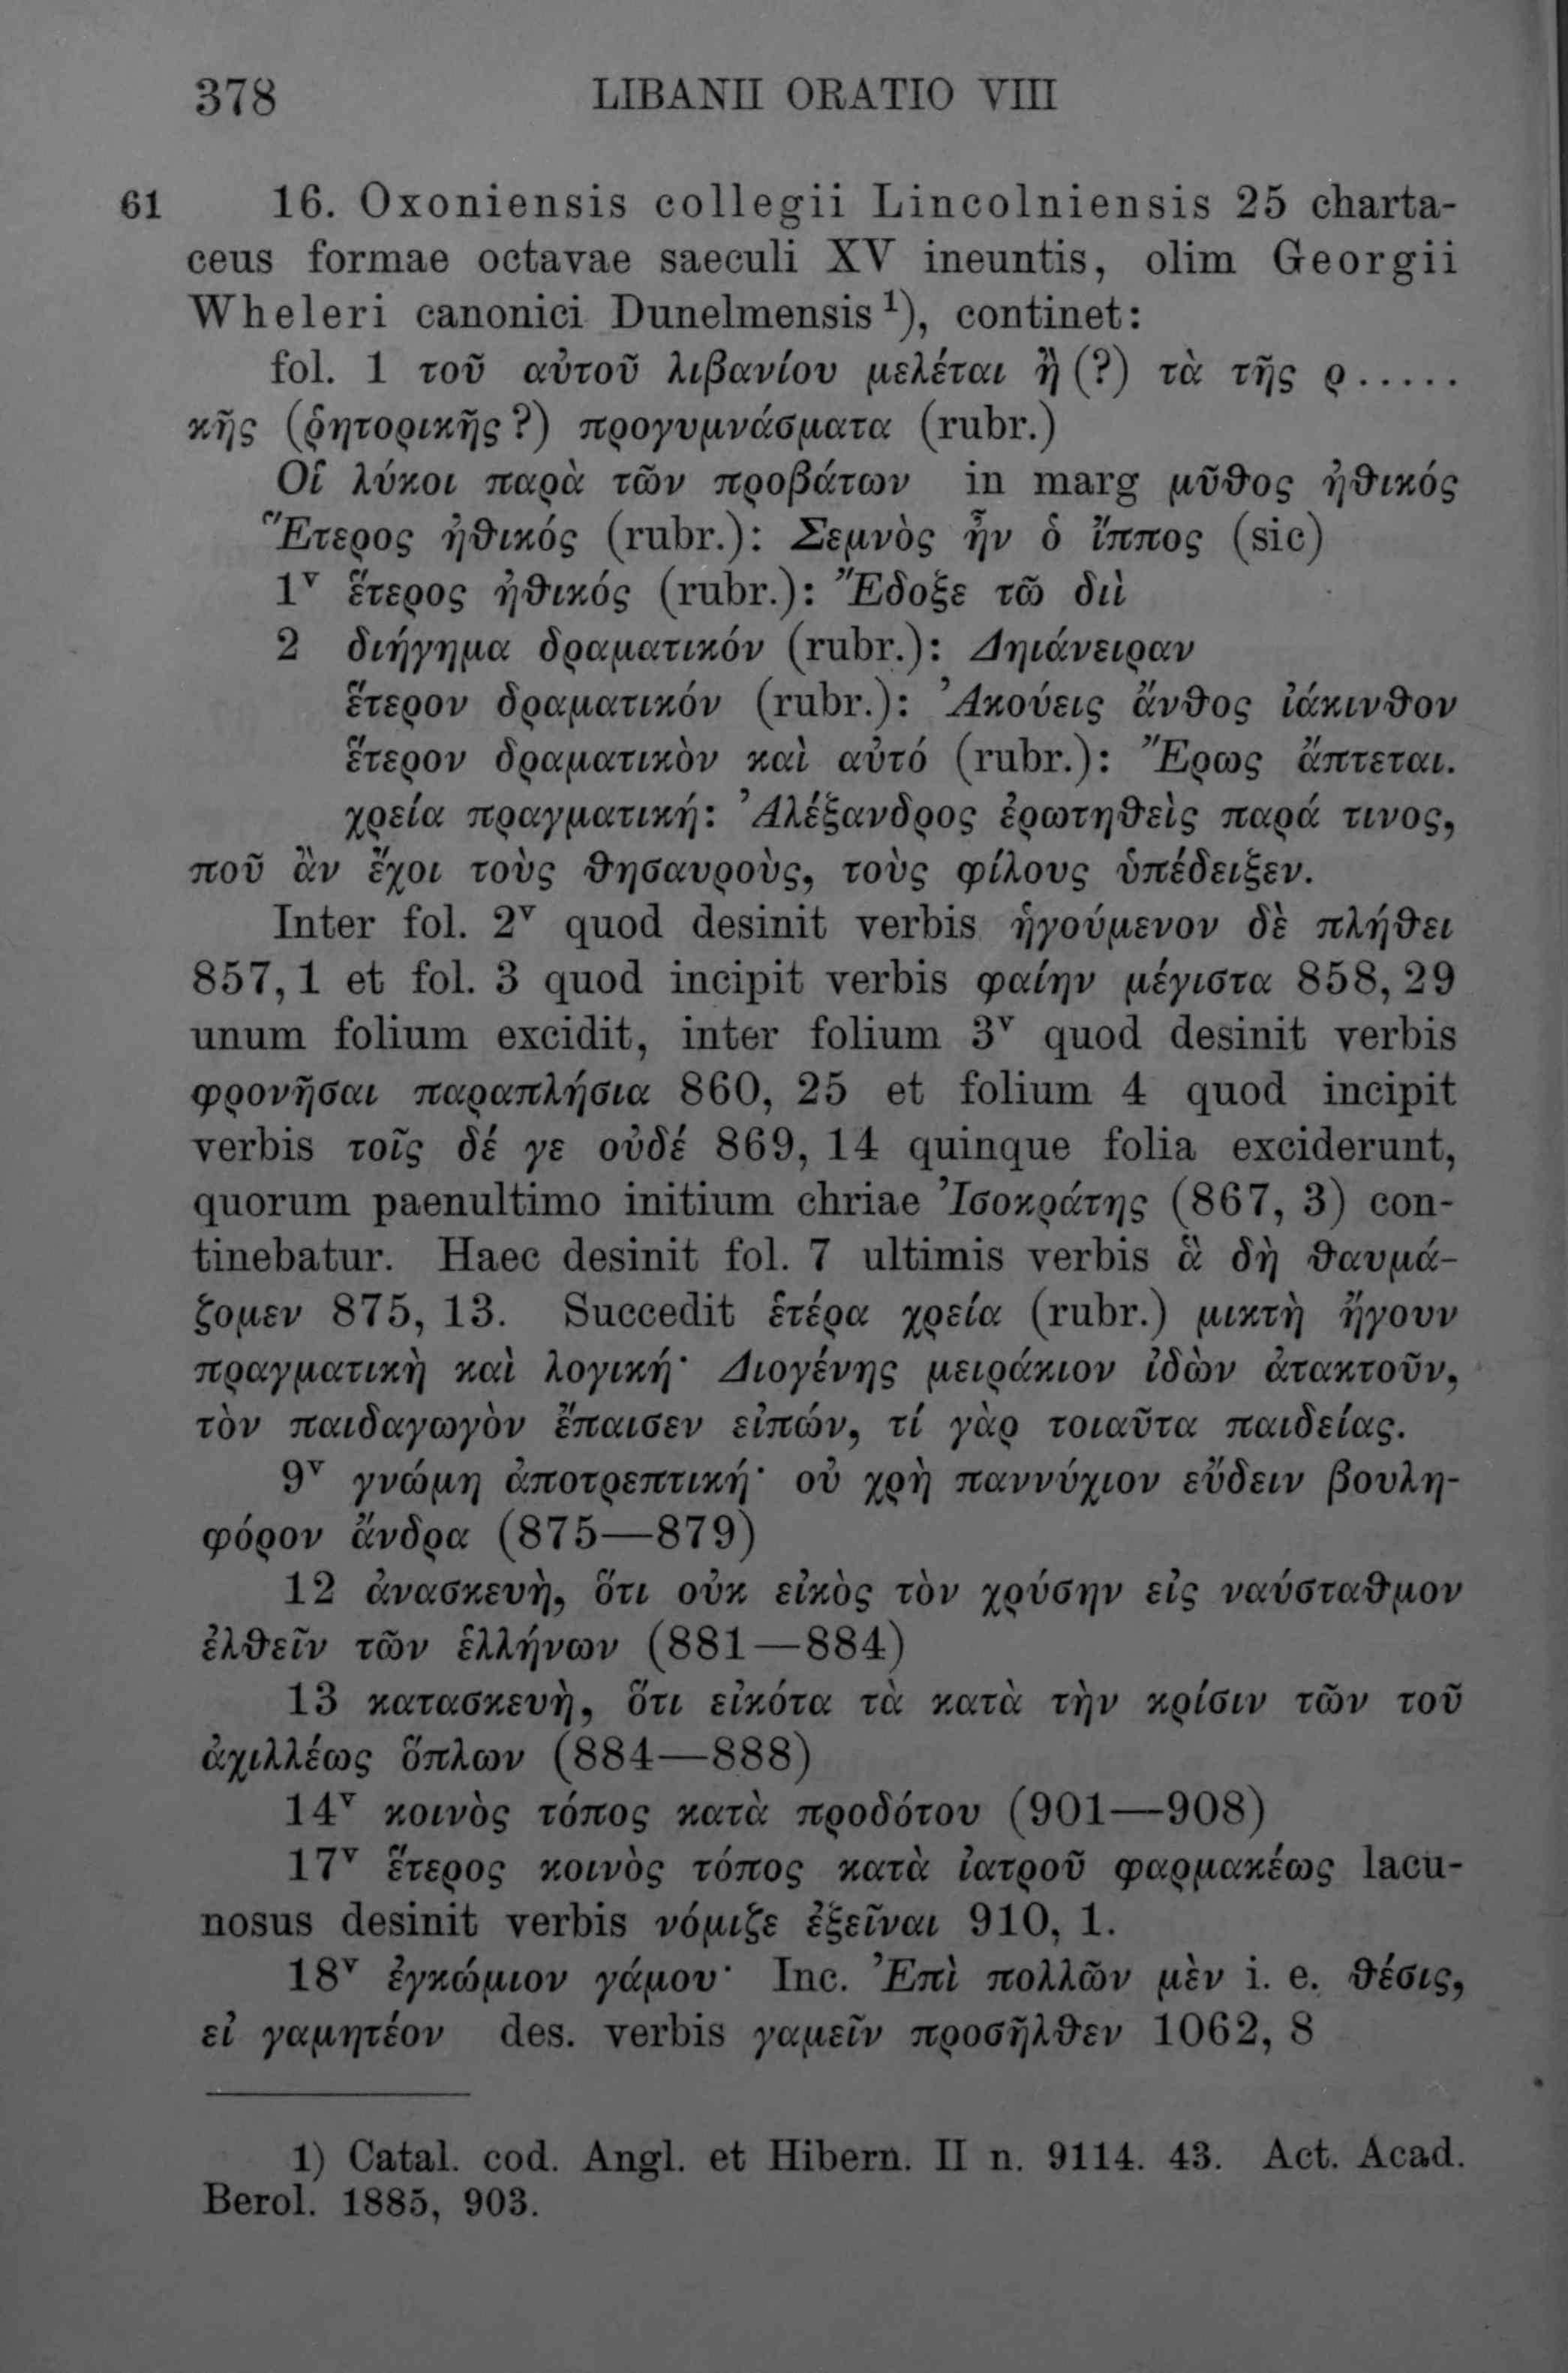 378 LIBANII ORATIO VIII
61 16. Oxoniensis collegii Lincolniensis 25 charta-
ceus formae octavae saeculi XV ineuntis, olim Georgii
Wheleri canonici Dunelmensis ¹), continet:
fol. 1 τοῦ αὐτοῦ λιβανίου μελέται ἢ (?) τὰ τῆς ρ.....
κῆς (ῥητορικῆς?) προγυμνάσματα (rubr.)
Οἱ λύκοι παρὰ τῶν προβάτων in marg μῦθος ἠθικός
Ἕτερος ἠθικός (rubr.): Σεμνὸς ἦν ὁ ἵππος (sic)
1ᵛ ἕτερος ἠθικός (rubr.): Ἔδοξε τῶ διὶ
2 διήγημα δραματικόν (rubr.): Δηιάνειραν
ἕτερον δραματικόν (rubr.): Ἀκούεις ἄνθος ἰάκινθον
ἕτερον δραματικὸν καὶ αὐτό (rubr.): Ἔρως ἅπτεται.
χρεία πραγματική: Ἀλέξανδρος ἐρωτηθεὶς παρά τινος,
ποῦ ἂν ἔχοι τοὺς θησαυροὺς, τοὺς φίλους ὑπέδειξεν.
Inter fol. 2ᵛ quod desinit verbis ἡγούμενον δὲ πλήθει
857, 1 et fol. 3 quod incipit verbis φαίην μέγιστα 858, 29
unum folium excidit, inter folium 3ᵛ quod desinit verbis
φρονῆσαι παραπλήσια 860, 25 et folium 4 quod incipit
verbis τοῖς δέ γε οὐδέ 869, 14 quinque folia exciderunt,
quorum paenultimo initium chriae Ἰσοκράτης (867, 3) con-
tinebatur. Haec desinit fol. 7 ultimis verbis ἃ δὴ θαυμά-
ζομεν 875, 13. Succedit ἑτέρα χρεία (rubr.) μικτὴ ἤγουν
πραγματικὴ καὶ λογική· Διογένης μειράκιον ἰδὼν ἀτακτοῦν,
τὸν παιδαγωγὸν ἔπαισεν εἰπών, τί γὰρ τοιαῦτα παιδείας.
9ᵛ γνώμη ἀποτρεπτική· οὐ χρὴ παννύχιον εὕδειν βουλη-
φόρον ἄνδρα (875—879)
12 ἀνασκευὴ, ὅτι οὐκ εἰκὸς τὸν χρύσην εἰς ναύσταθμον
ἐλθεῖν τῶν ἑλλήνων (881—884)
13 κατασκευὴ, ὅτι εἰκότα τὰ κατὰ τὴν κρίσιν τῶν τοῦ
ἀχιλλέως ὅπλων (884—888)
14ᵛ κοινὸς τόπος κατὰ προδότου (901—908)
17ᵛ ἕτερος κοινὸς τόπος κατὰ ἰατροῦ φαρμακέως lacu-
nosus desinit verbis νόμιζε ἐξεῖναι 910, 1.
18ᵛ ἐγκώμιον γάμου· Inc. Ἐπὶ πολλῶν μὲν i. e. θέσις,
εἰ γαμητέον des. verbis γαμεῖν προσῆλθεν 1062, 8
1) Catal. cod. Angl. et Hibern. II n. 9114. 43. Act. Acad.
Berol. 1885, 903.